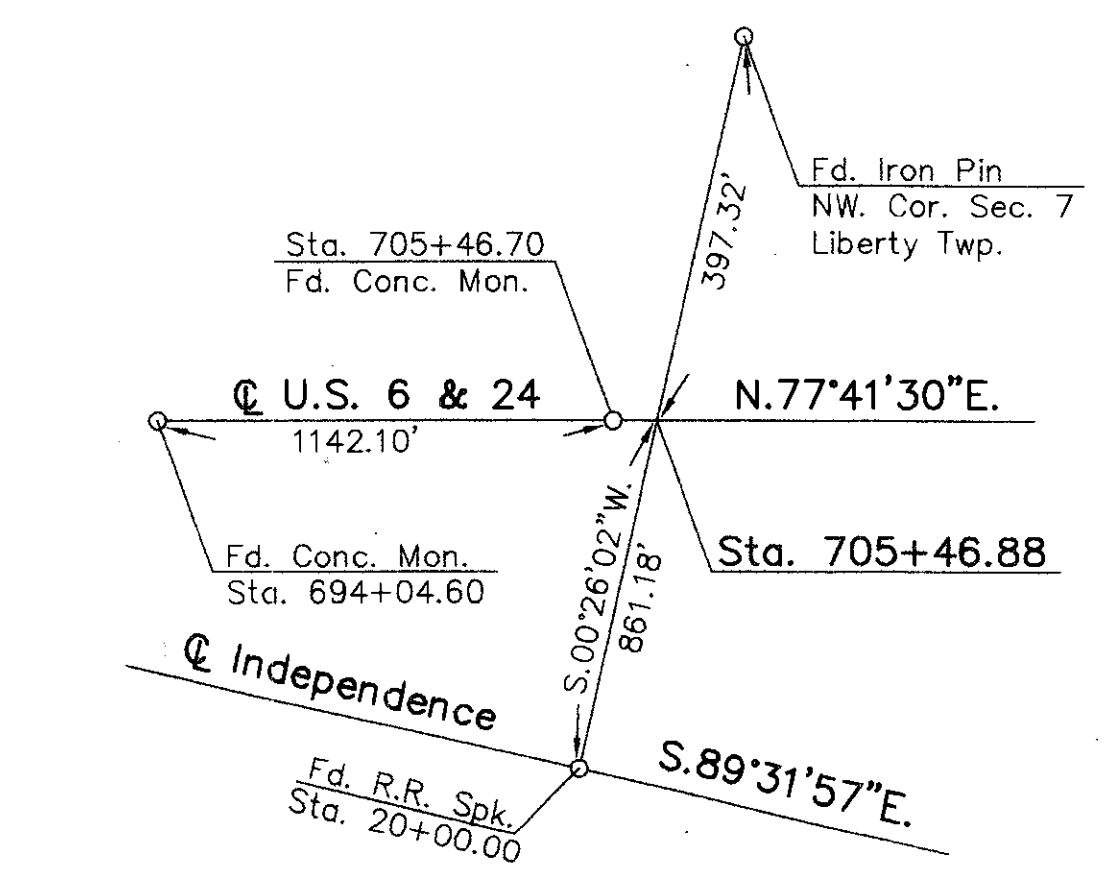 Fd. Iron Pin
NW. Cor. Sec. 7
Liberty Twp.
397.32'
Sta. 705+46.70
Fd. Conc. Mon.
℄ U.S. 6 & 24
N.77°41'30"E.
1142.10'
Fd. Conc. Mon.
Sta. 694+04.60
Sta. 705+46.88
S.00°26'02"W.
861.18'
℄ Independence
S.89°31'57"E.
Fd. R.R. Spk.
Sta. 20+00.00